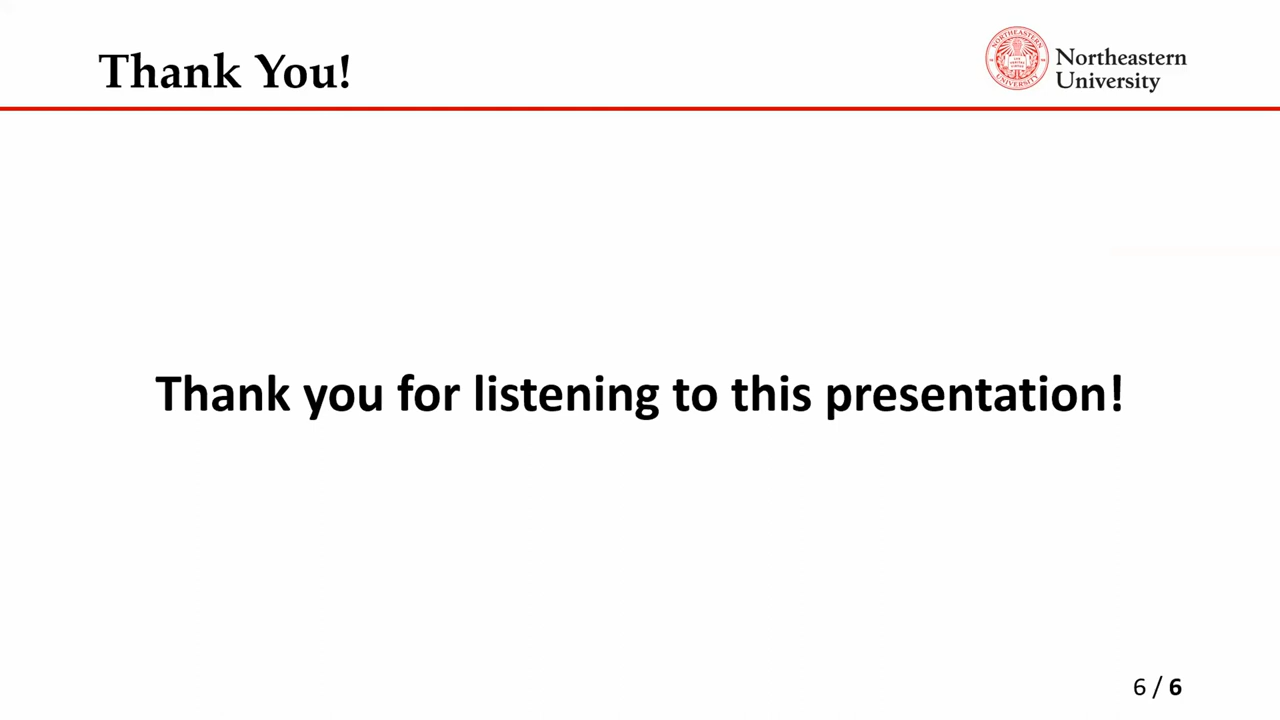 Thank You!
NORTHEASTERN
UNIVERSITY
Northeastern
University
Thank you for listening to this presentation!
6 / 6